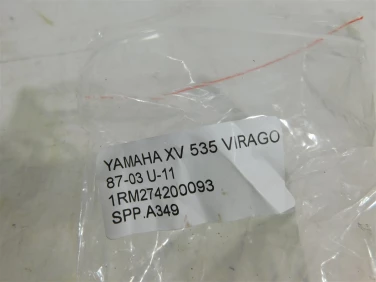 YAMAHA XV 535 VIRAGO
87-03 U-11
1RM274200093
SPP.A349